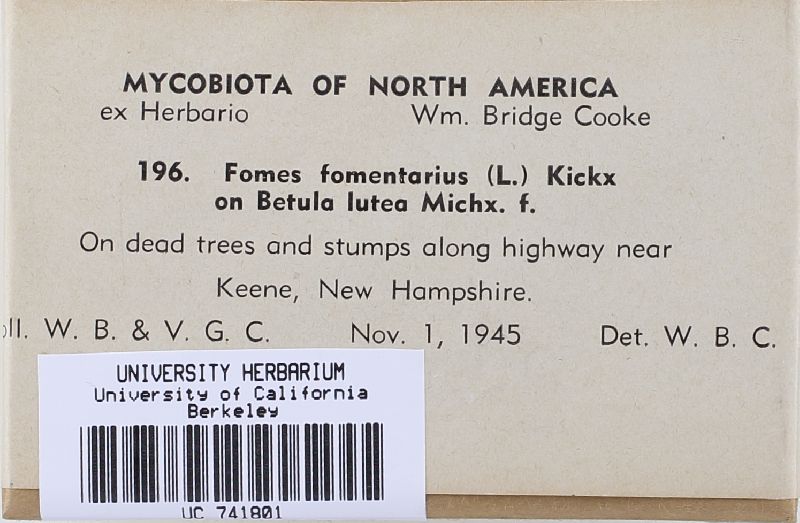 MYCOBIOTA OF NORTH AMERICA
ex Herbario Wm. Bridge Cooke
196. Fomes fomentarius (L.) Kickx
on Betula lutea Michx. f.
On dead trees and stumps along highway near
Keene, New Hampshire.
oll. W. B. & V. G. C. Nov. 1, 1945 Det. W. B. C.
UNIVERSITY HERBARIUM
University of California
Berkeley
UC 741801